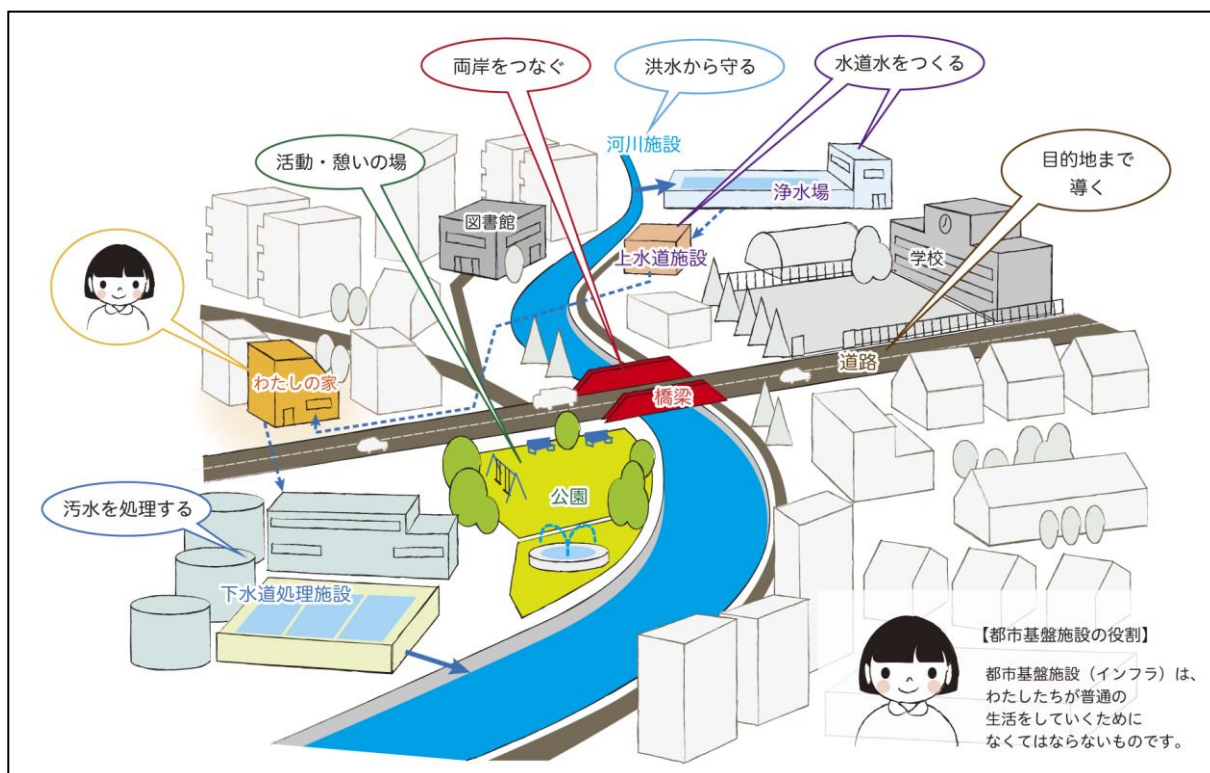 両岸をつなぐ
洪水から守る
水道水をつくる
活動・憩いの場
目的地まで
導く
河川施設
浄水場
図書館
上水道施設
学校
道路
わたしの家
橋梁
公園
汚水を処理する
下水道処理施設
【都市基盤施設の役割】
都市基盤施設（インフラ）は、
わたしたちが普通の
生活をしていくために
なくてはならないものです。